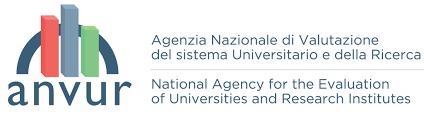 anvur
Agenzia Nazionale di Valutazione
del sistema Universitario e della Ricerca
National Agency for the Evaluation
of Universities and Research Institutes